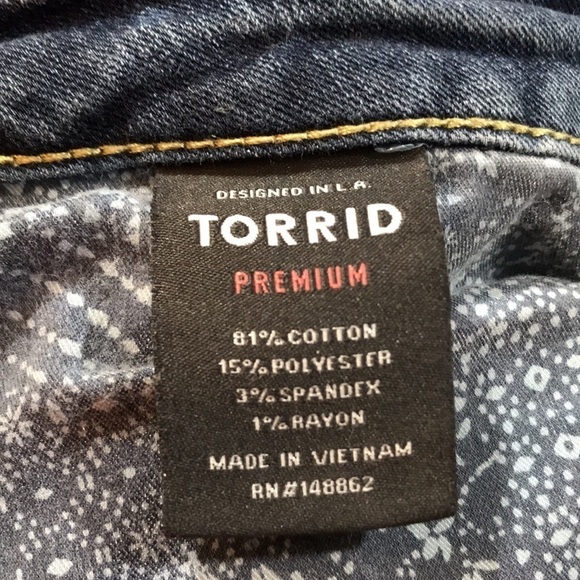 DESIGNED IN L.A.
TORRID
PREMIUM
81% COTTON
15% POLYESTER
3% SPANDEX
1% RAYON
MADE IN VIETNAM
RN#148862